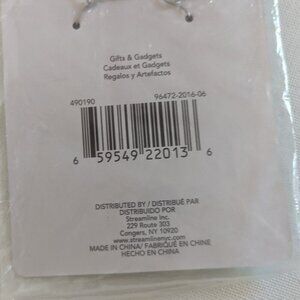 Gifts & Gadgets
Cadeaux et Gadgets
Regalos y Artefactos
490190 96472-2016-06
6 59549 22013 6
DISTRIBUTED BY / DISTRIBUÉ PAR
DISTRIBUIDO POR
Streamline Inc.
229 Route 303
Congers, NY 10920
www.streamlinenyc.com
MADE IN CHINA/ FABRIQUÉ EN CHINE
HECHO EN CHINA